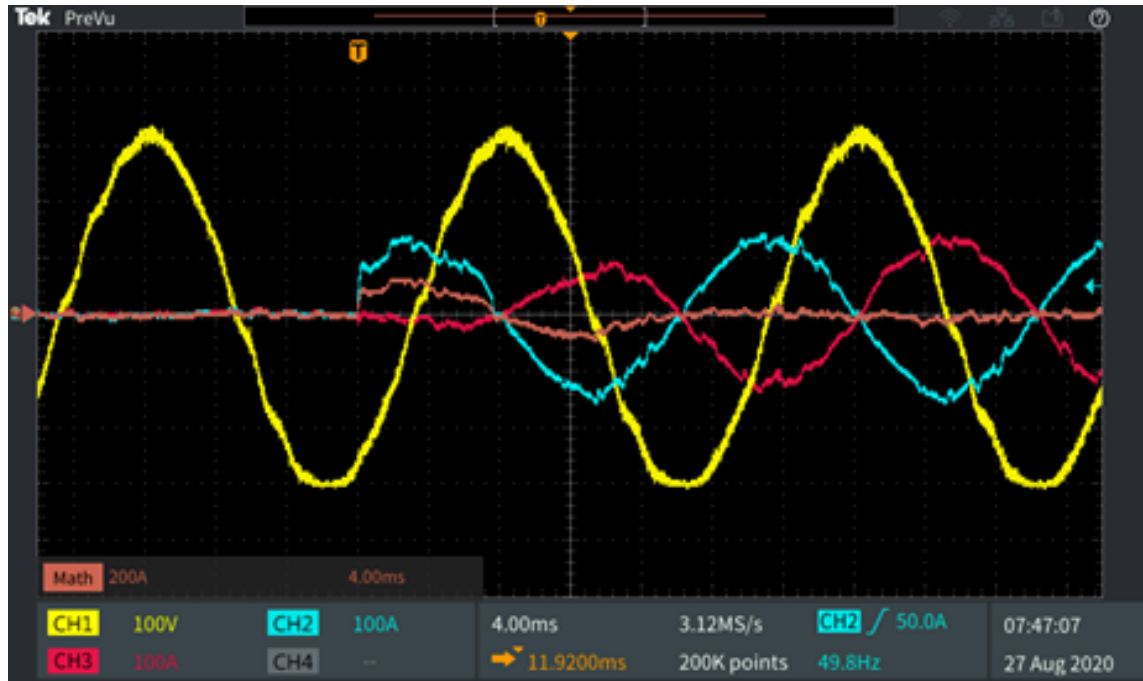 Tek PreVu
T
T
Math 200A 4.00ms
CH1 100V CH2 100A 4.00ms 3.12MS/s CH2 50.0A 07:47:07
CH3 100A CH4 -- 11.9200ms 200K points 49.8Hz 27 Aug 2020